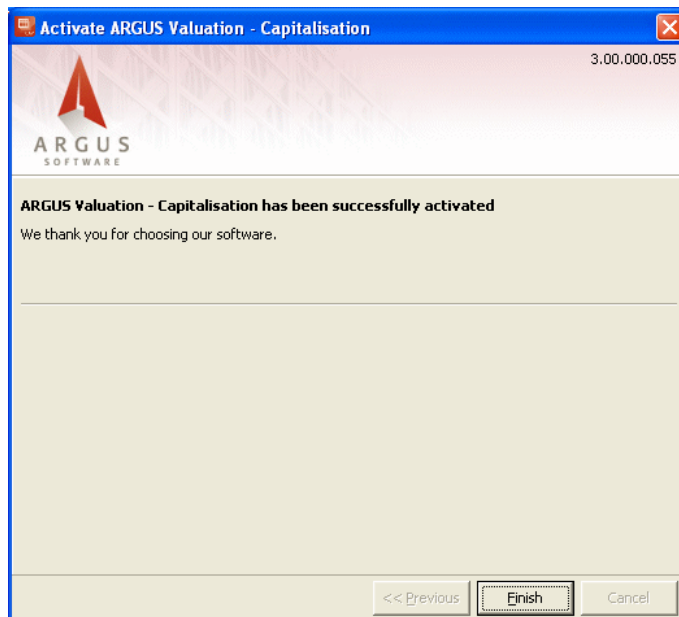 Activate ARGUS Valuation - Capitalisation
3.00.000.055
ARGUS
SOFTWARE
ARGUS Valuation - Capitalisation has been successfully activated
We thank you for choosing our software.
<< Previous
Finish
Cancel